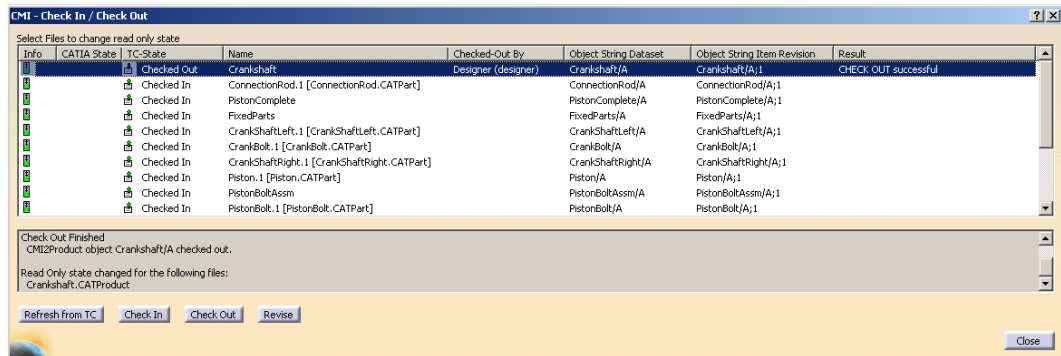 CMI - Check In / Check Out
Select Files to change read only state
Info CATIA State TC-State Name Checked-Out By Object String Dataset Object String Item Revision Result
Checked Out Crankshaft Designer (designer) Crankshaft/A Crankshaft/A;1 CHECK OUT successful
Checked In ConnectionRod.1 [ConnectionRod.CATPart] ConnectionRod/A ConnectionRod/A;1
Checked In PistonComplete PistonComplete/A PistonComplete/A;1
Checked In FixedParts FixedParts/A FixedParts/A;1
Checked In CrankShaftLeft.1 [CrankShaftLeft.CATPart] CrankShaftLeft/A CrankShaftLeft/A;1
Checked In CrankBolt.1 [CrankBolt.CATPart] CrankBolt/A CrankBolt/A;1
Checked In CrankShaftRight.1 [CrankShaftRight.CATPart] CrankShaftRight/A CrankShaftRight/A;1
Checked In Piston.1 [Piston.CATPart] Piston/A Piston/A;1
Checked In PistonBoltAssm PistonBoltAssm/A PistonBoltAssm/A;1
Checked In PistonBolt.1 [PistonBolt.CATPart] PistonBolt/A PistonBolt/A;1
Check Out Finished
CMI2Product object Crankshaft/A checked out.
Read Only state changed for the following files:
Crankshaft.CATProduct
Refresh from TC Check In Check Out Revise
Close